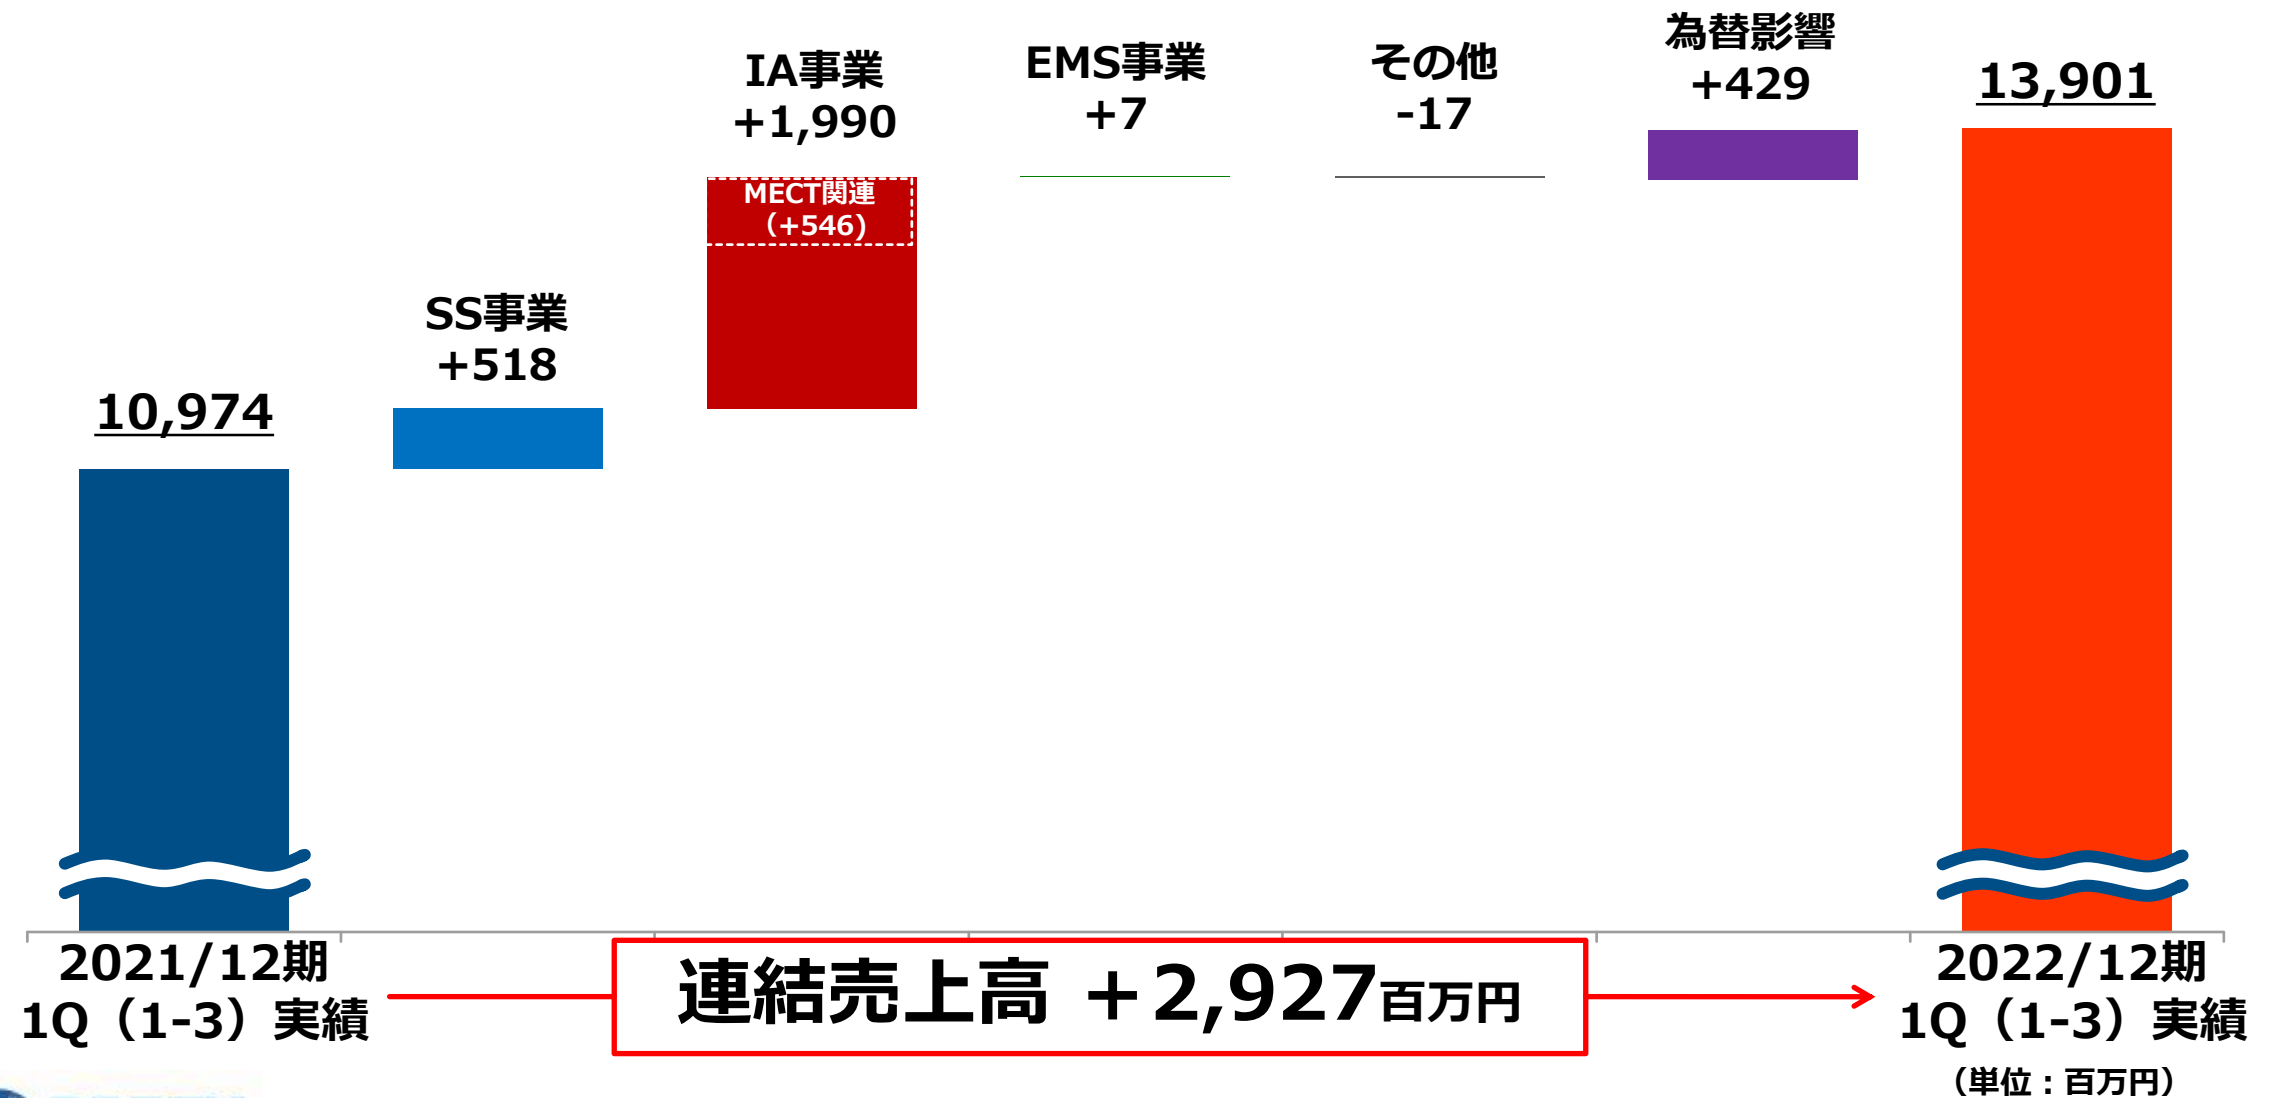 10,974
SS事業
+518
IA事業
+1,990
MECT関連
（+546）
EMS事業
+7
その他
-17
為替影響
+429
13,901
2021/12期
1Q（1-3）実績
連結売上高 +2,927百万円
2022/12期
1Q（1-3）実績
（単位：百万円）